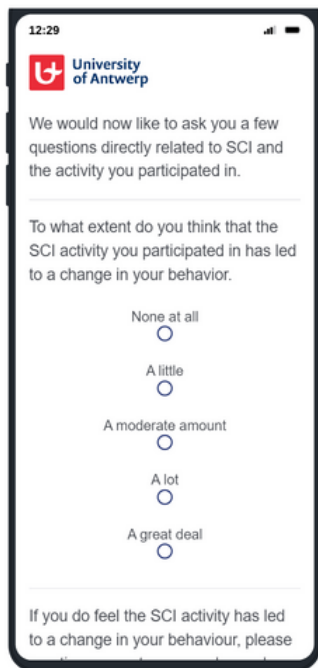 12:29
University
of Antwerp
We would now like to ask you a few
questions directly related to SCI and
the activity you participated in.
To what extent do you think that the
SCI activity you participated in has led
to a change in your behavior.
None at all
A little
A moderate amount
A lot
A great deal
If you do feel the SCI activity has led
to a change in your behaviour, please